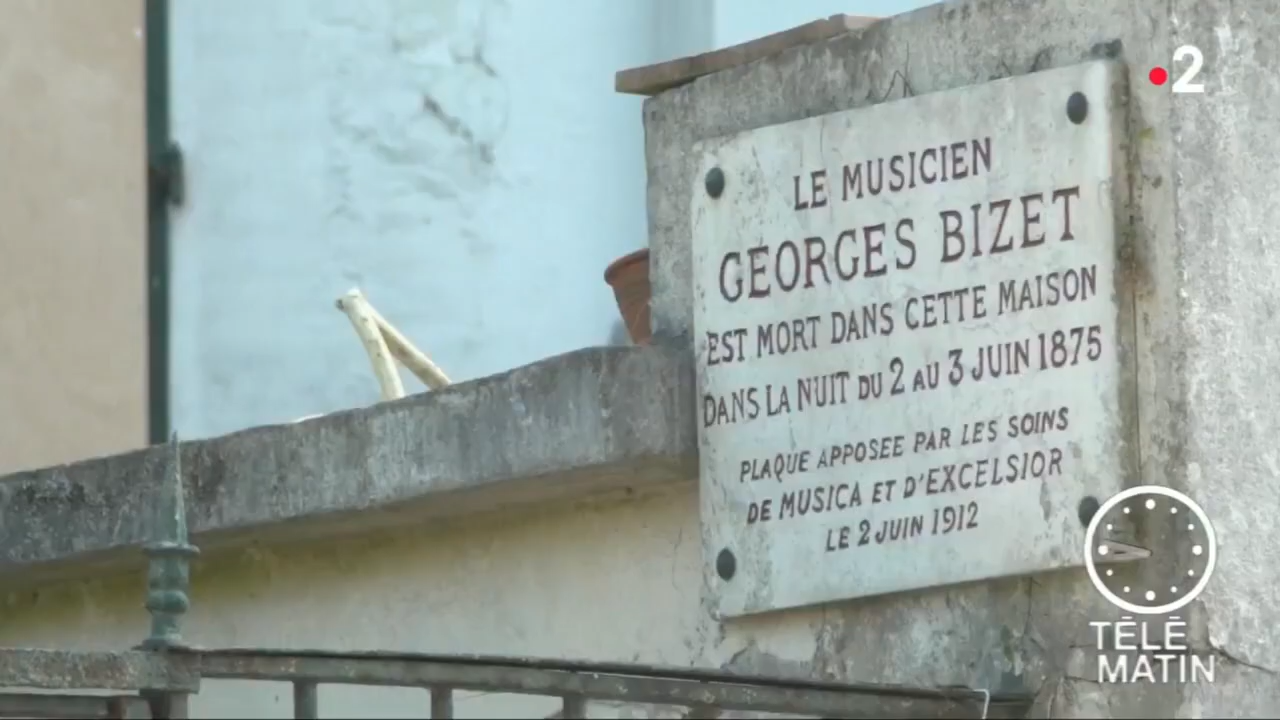 2
LE MUSICIEN
GEORGES BIZET
EST MORT DANS CETTE MAISON
DANS LA NUIT DU 2 AU 3 JUIN 1875
PLAQUE APPOSEE PAR LES SOINS
DE MUSICA ET D'EXCELSIOR
LE 2 JUIN 1912
TÉLÉ
MATIN